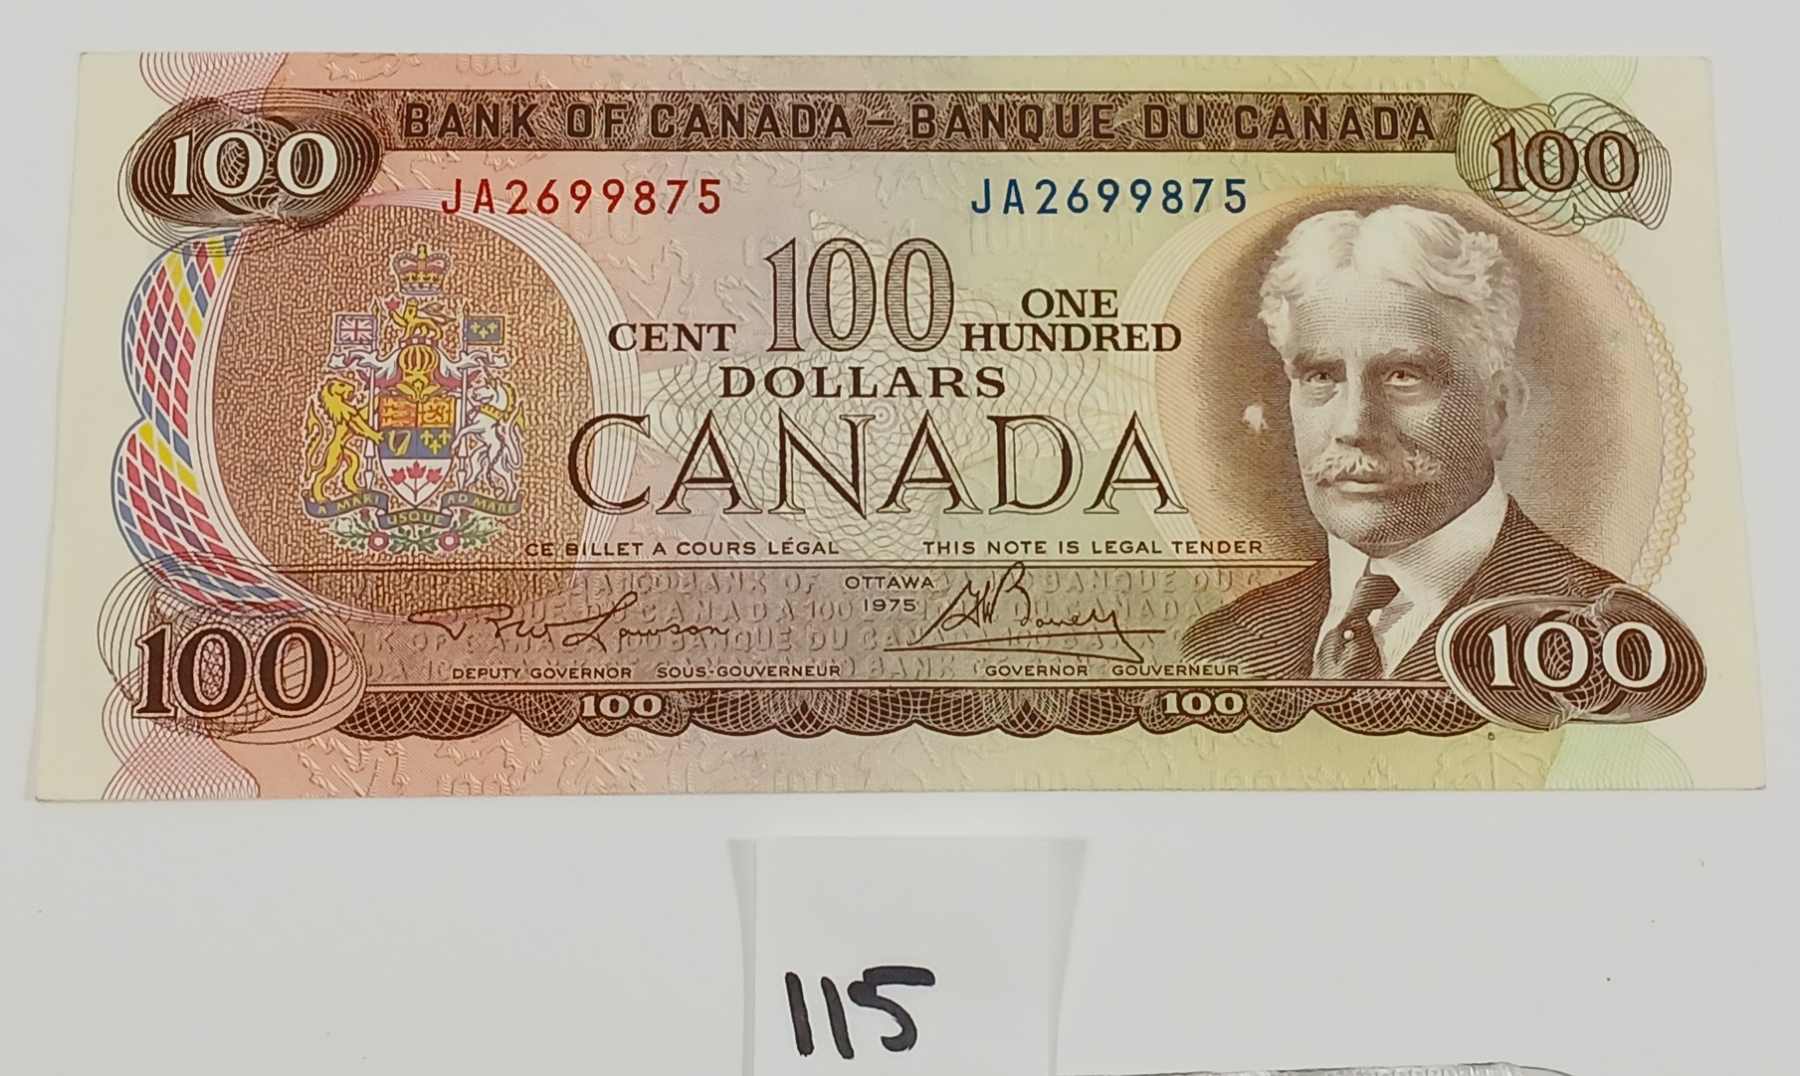 BANK OF CANADA – BANQUE DU CANADA
100 100
JA2699875 JA2699875
CENT 100 ONE HUNDRED
DOLLARS
CANADA
A MARI USQUE AD MARE
CE BILLET A COURS LÉGAL THIS NOTE IS LEGAL TENDER
OTTAWA
1975
DEPUTY GOVERNOR SOUS-GOUVERNEUR GOVERNOR GOUVERNEUR
100 100 100 100
115